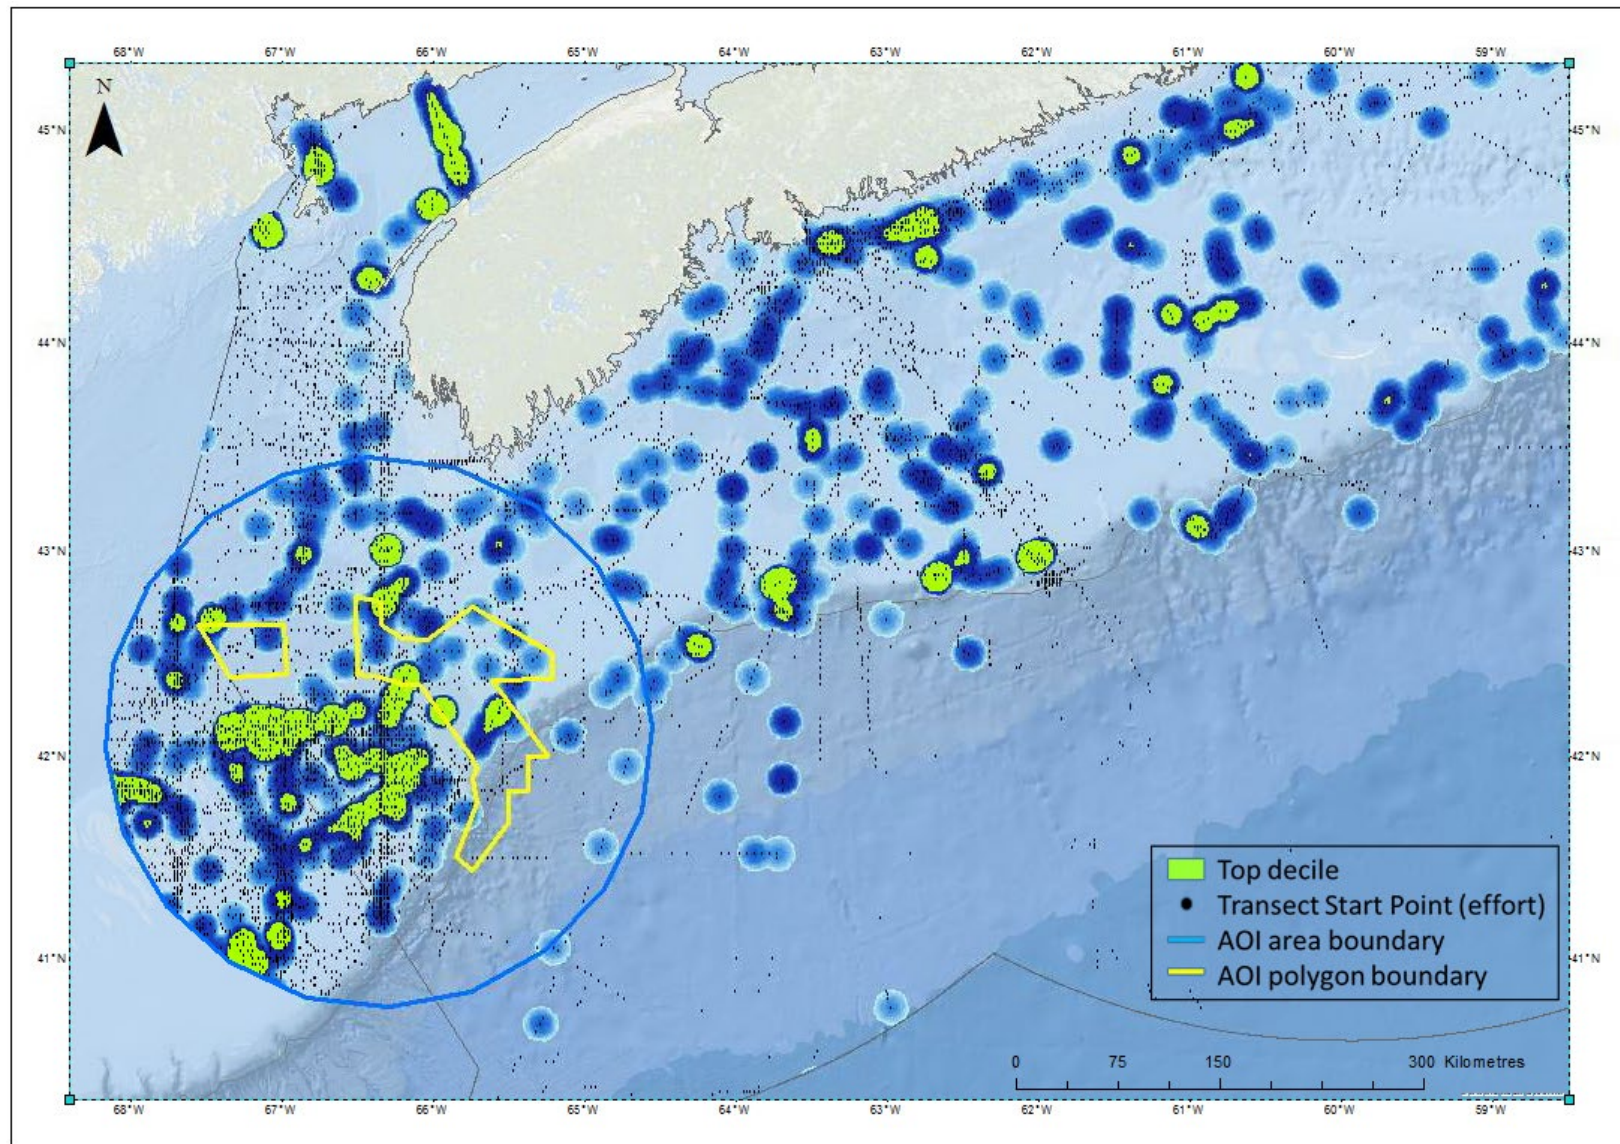 68°W 67°W 66°W 65°W 64°W 63°W 62°W 61°W 60°W 59°W
N
45°N 45°N
44°N 44°N
43°N 43°N
42°N 42°N
41°N 41°N
Top decile
Transect Start Point (effort)
AOI area boundary
AOI polygon boundary
0 75 150 300 Kilometres
68°W 67°W 66°W 65°W 64°W 63°W 62°W 61°W 60°W 59°W